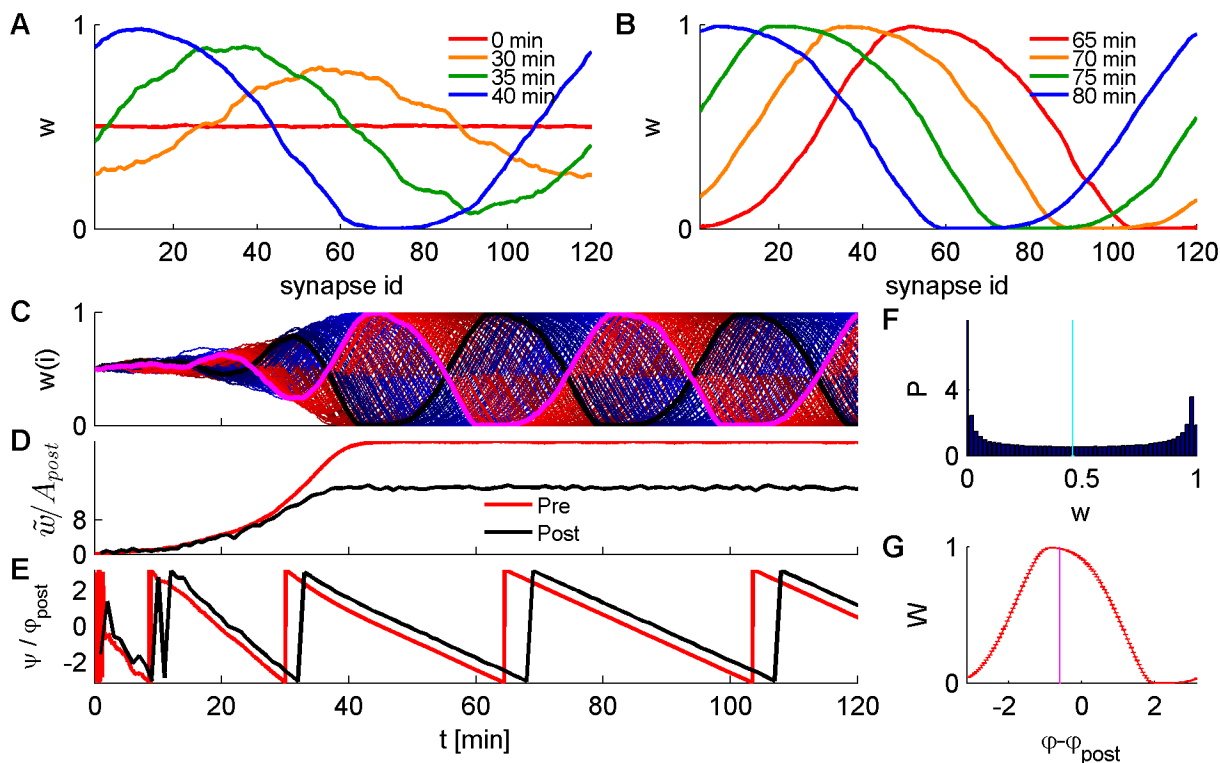 A
1
w
0
0 min
30 min
35 min
40 min
20 40 60 80 100 120
synapse id
B
1
w
0
65 min
70 min
75 min
80 min
20 40 60 80 100 120
synapse id
C
1
w(i)
0
D
w̃/A_post
8
0
Pre
Post
E
2
0
-2
ψ / φ_post
0 20 40 60 80 100 120
t [min]
F
P
4
0
0 0.5 1
w
G
1
W
0
-2 0 2
φ-φ_post